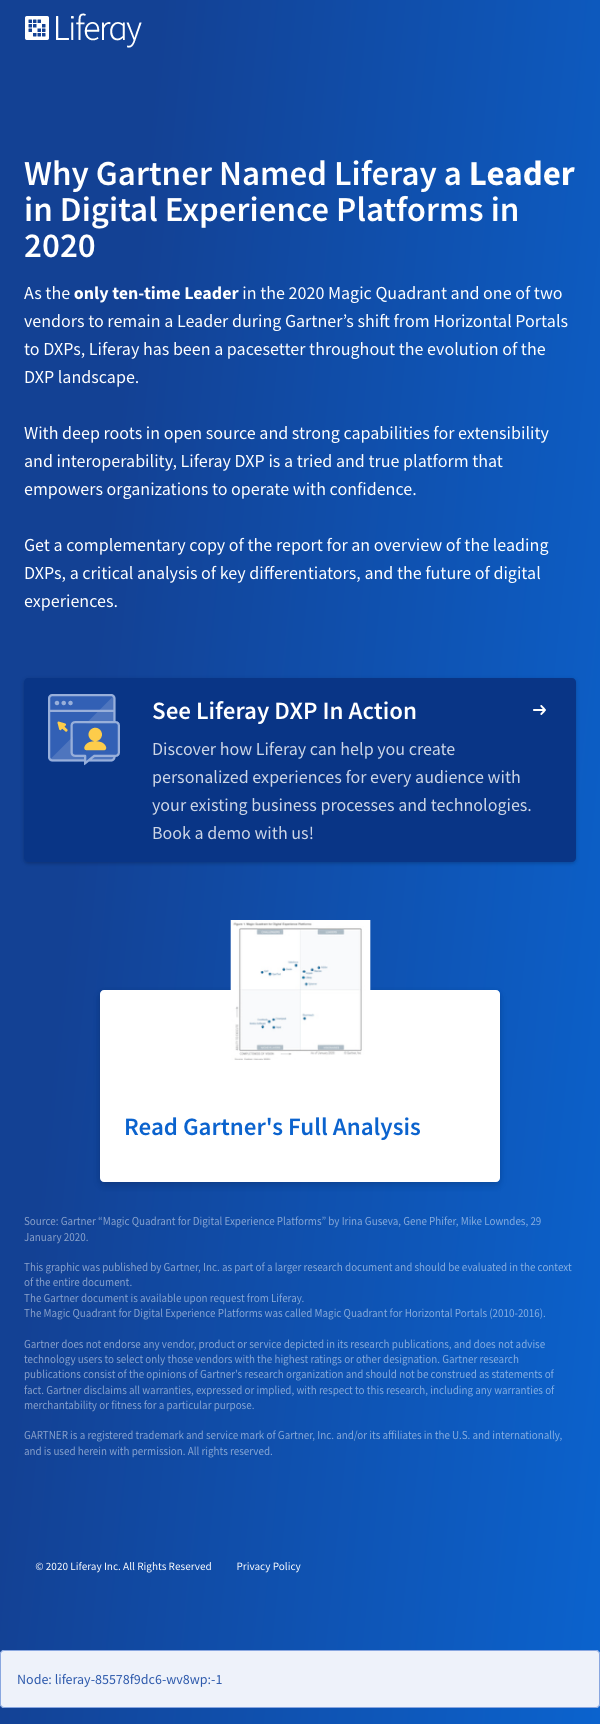 Liferay
Why Gartner Named Liferay a Leader
in Digital Experience Platforms in
2020
As the only ten-time Leader in the 2020 Magic Quadrant and one of two
vendors to remain a Leader during Gartner’s shift from Horizontal Portals
to DXPs, Liferay has been a pacesetter throughout the evolution of the
DXP landscape.
With deep roots in open source and strong capabilities for extensibility
and interoperability, Liferay DXP is a tried and true platform that
empowers organizations to operate with confidence.
Get a complementary copy of the report for an overview of the leading
DXPs, a critical analysis of key differentiators, and the future of digital
experiences.
See Liferay DXP In Action
Discover how Liferay can help you create
personalized experiences for every audience with
your existing business processes and technologies.
Book a demo with us!
Read Gartner's Full Analysis
Source: Gartner “Magic Quadrant for Digital Experience Platforms” by Irina Guseva, Gene Phifer, Mike Lowndes, 29
January 2020.
This graphic was published by Gartner, Inc. as part of a larger research document and should be evaluated in the context
of the entire document.
The Gartner document is available upon request from Liferay.
The Magic Quadrant for Digital Experience Platforms was called Magic Quadrant for Horizontal Portals (2010-2016).
Gartner does not endorse any vendor, product or service depicted in its research publications, and does not advise
technology users to select only those vendors with the highest ratings or other designation. Gartner research
publications consist of the opinions of Gartner's research organization and should not be construed as statements of
fact. Gartner disclaims all warranties, expressed or implied, with respect to this research, including any warranties of
merchantability or fitness for a particular purpose.
GARTNER is a registered trademark and service mark of Gartner, Inc. and/or its affiliates in the U.S. and internationally,
and is used herein with permission. All rights reserved.
© 2020 Liferay Inc. All Rights Reserved Privacy Policy
Node: liferay-85578f9dc6-wv8wp:-1